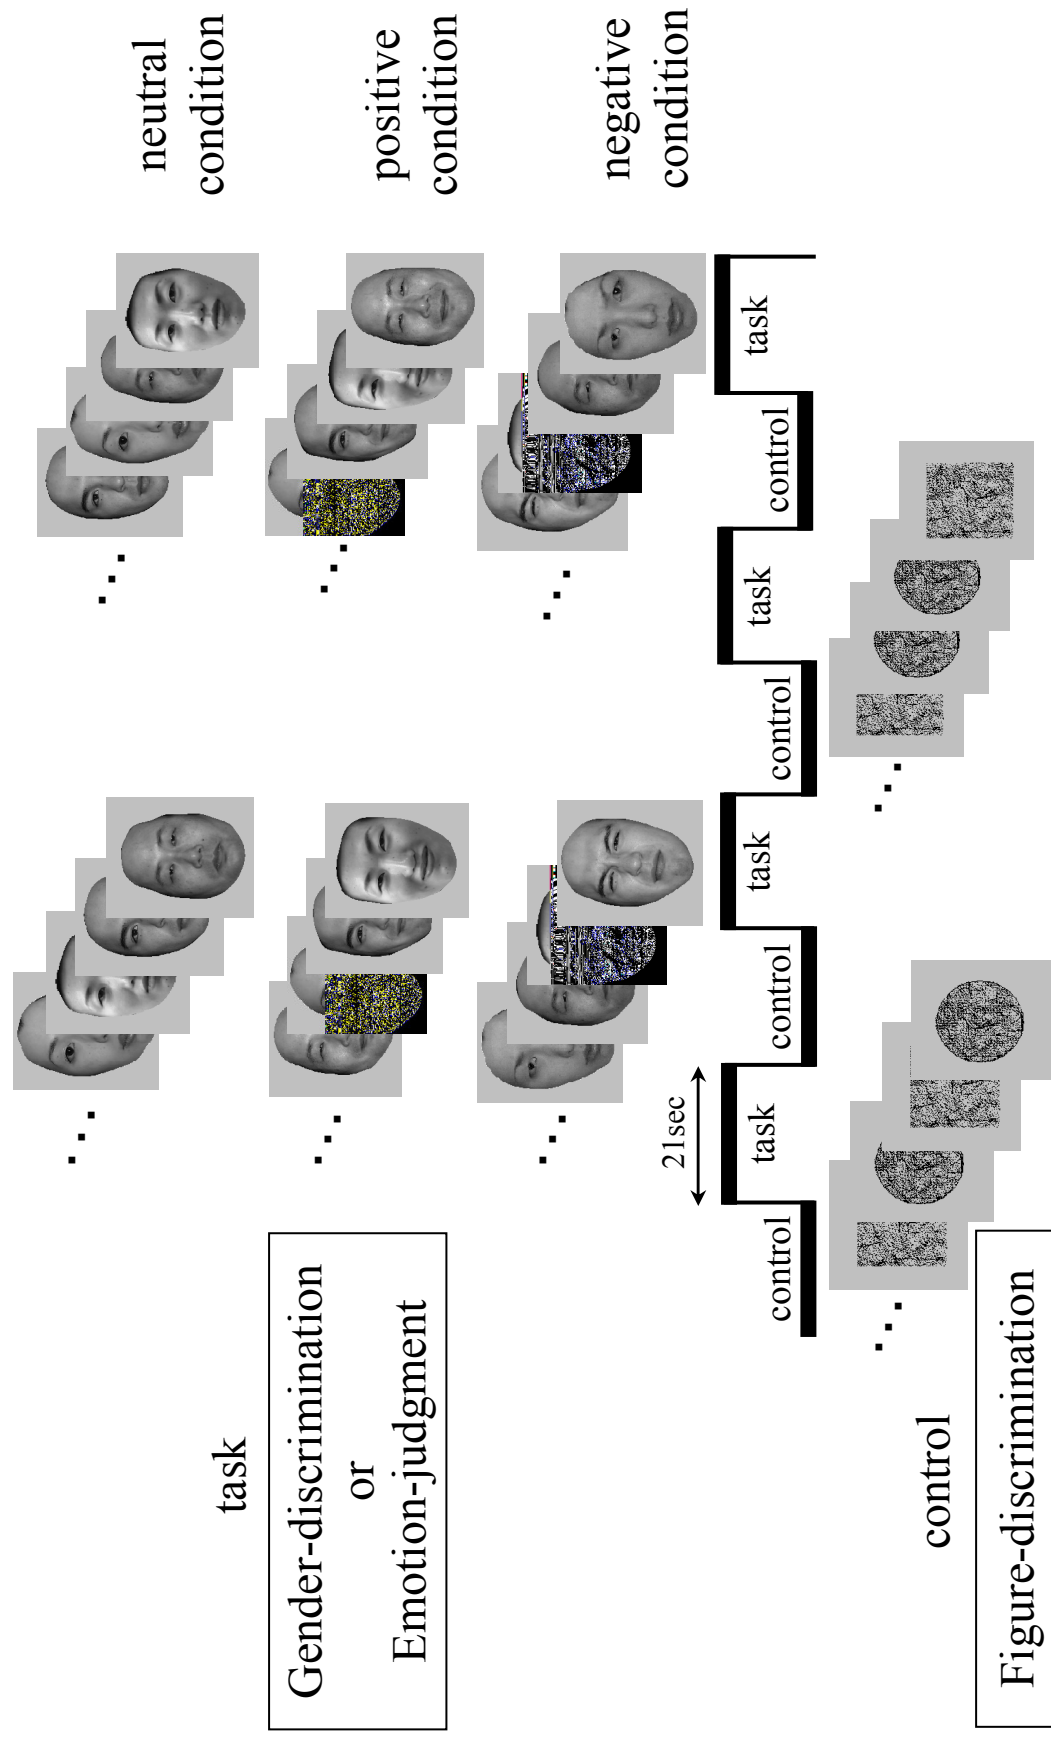 neutral
condition
positive
condition
negative
condition
task
Gender-discrimination
or
Emotion-judgment
21sec
control
task
control
task
control
task
control
task
control
Figure-discrimination